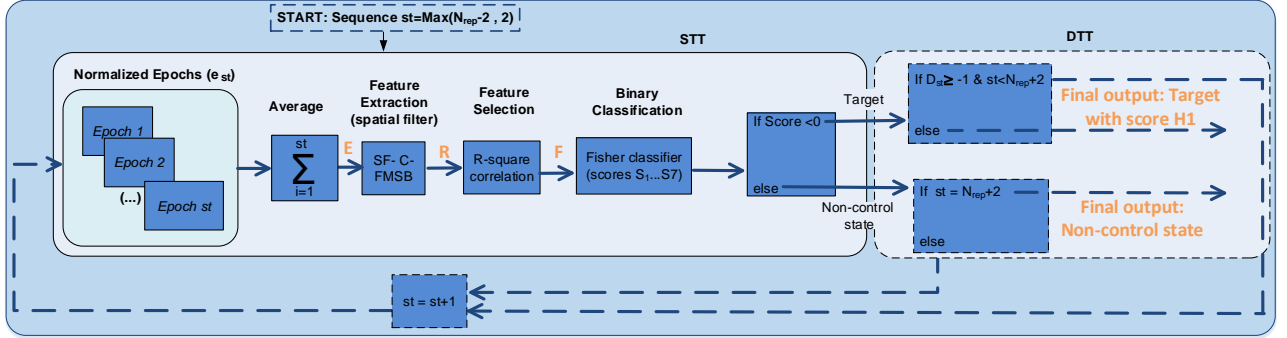 START: Sequence st=Max(Nrep-2 , 2)
STT
DTT
Normalized Epochs (est)
Epoch 1
Epoch 2
(...)
Epoch st
Average
st
∑
i=1
E
Feature
Extraction
(spatial filter)
SF- C-
FMSB
R
Feature
Selection
R-square
correlation
F
Binary
Classification
Fisher classifier
(scores S1...S7)
If Score <0
else
Target
Non-control
state
If Dst≥ -1 & st<Nrep+2
else
Final output: Target
with score H1
If st = Nrep+2
else
Final output:
Non-control state
st = st+1